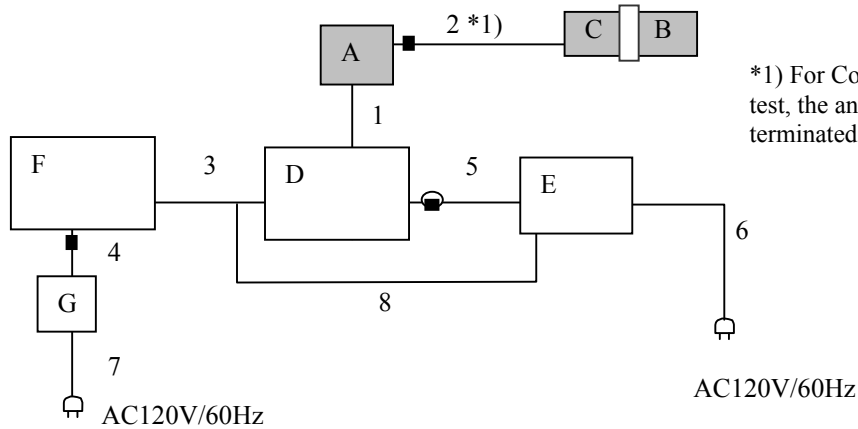 2 *1)
C
B
A
*1) For Co
test, the an
terminated
1
F
3
D
5
E
6
4
G
8
7
AC120V/60Hz
AC120V/60Hz